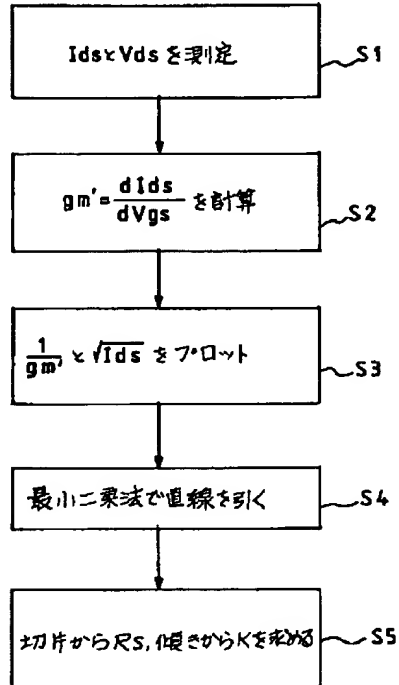 IdsとVdsを測定
S1
gm'=dIds/dVgs を計算
S2
1/gm' と √Ids をプロット
S3
最小二乗法で直線を引く
S4
切片からRS,傾きからKを求める
S5